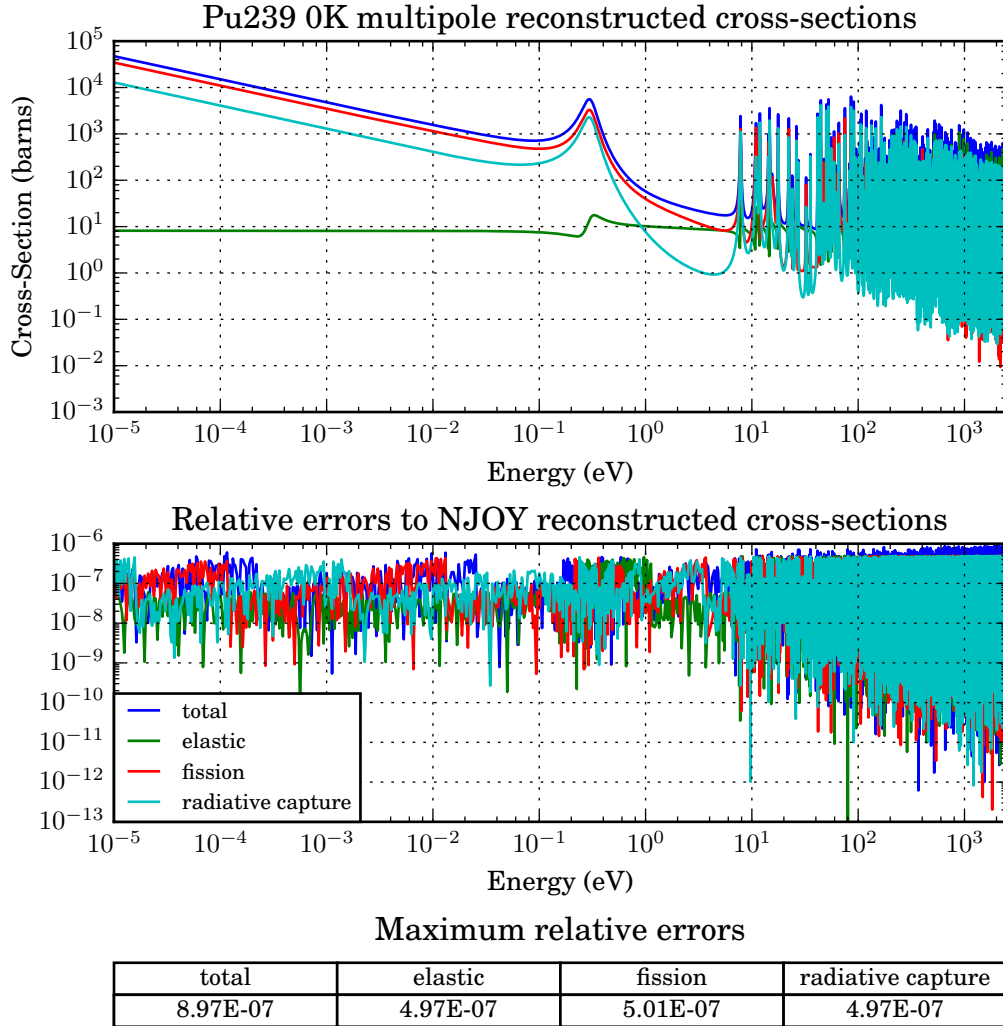 Pu239 0K multipole reconstructed cross-sections
Cross-Section (barns)
10^5
10^4
10^3
10^2
10^1
10^0
10^-1
10^-2
10^-3
10^-5 10^-4 10^-3 10^-2 10^-1 10^0 10^1 10^2 10^3
Energy (eV)
Relative errors to NJOY reconstructed cross-sections
10^-6
10^-7
10^-8
10^-9
10^-10
10^-11
10^-12
10^-13
total
elastic
fission
radiative capture
10^-5 10^-4 10^-3 10^-2 10^-1 10^0 10^1 10^2 10^3
Energy (eV)
Maximum relative errors
total elastic fission radiative capture
8.97E-07 4.97E-07 5.01E-07 4.97E-07